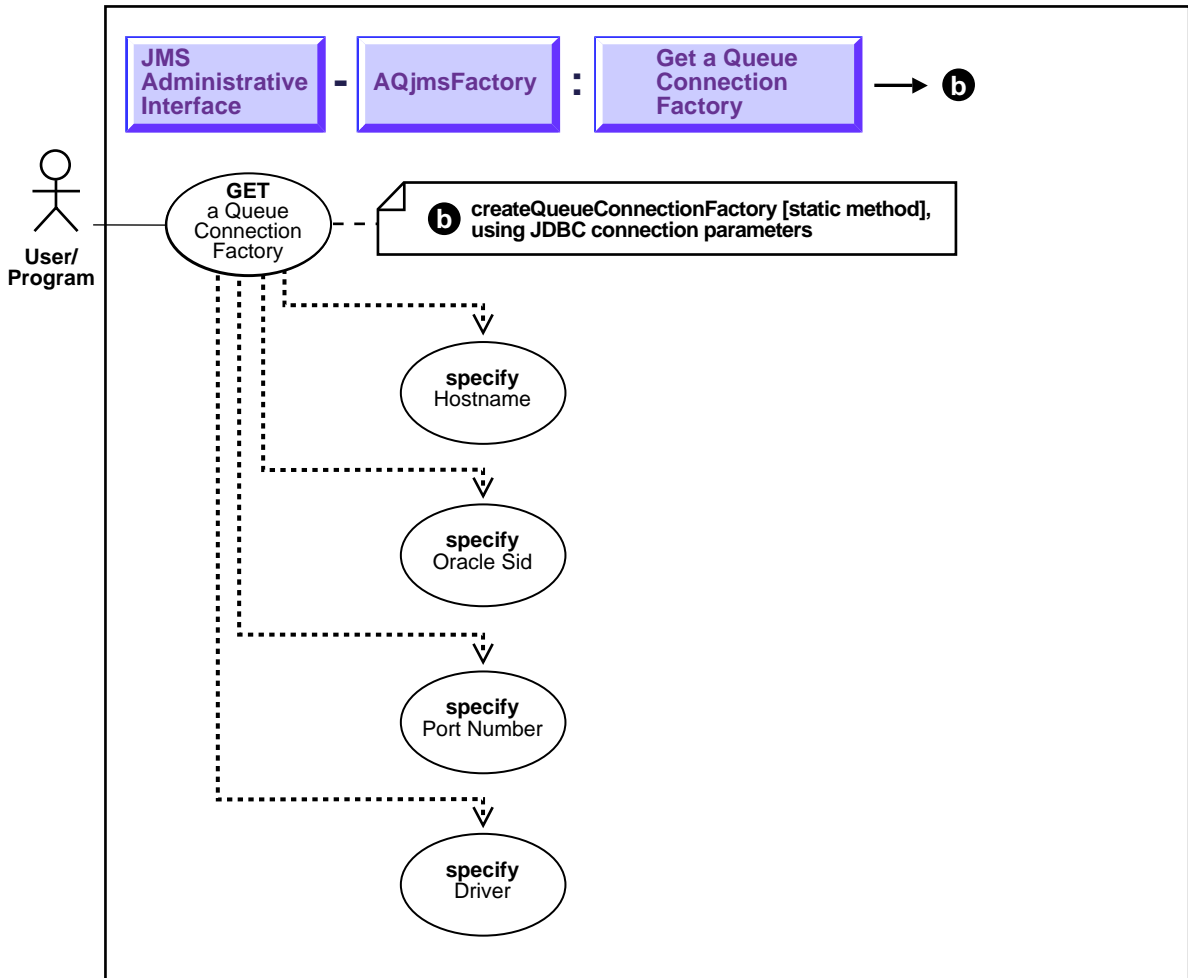 JMS
Administrative
Interface
-
AQjmsFactory
:
Get a Queue
Connection
Factory
b
User/
Program
GET
a Queue
Connection
Factory
b
createQueueConnectionFactory [static method],
using JDBC connection parameters
specify
Hostname
specify
Oracle Sid
specify
Port Number
specify
Driver